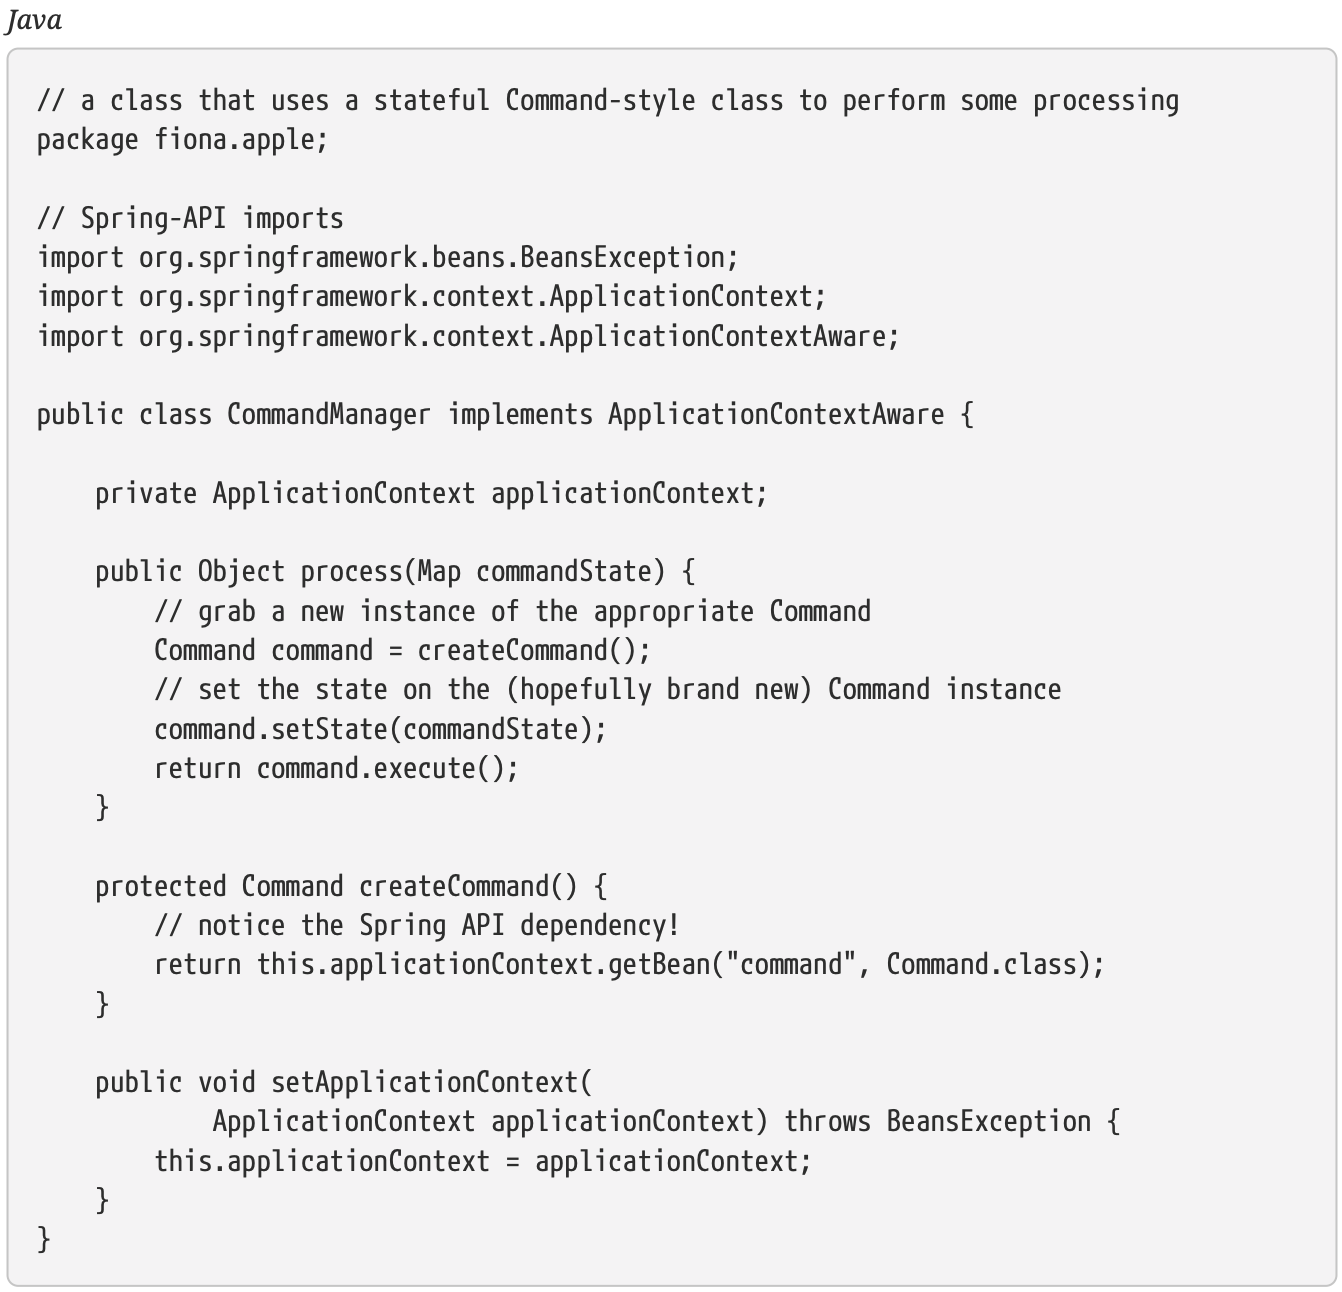 Java
// a class that uses a stateful Command-style class to perform some processing
package fiona.apple;

// Spring-API imports
import org.springframework.beans.BeansException;
import org.springframework.context.ApplicationContext;
import org.springframework.context.ApplicationContextAware;

public class CommandManager implements ApplicationContextAware {

    private ApplicationContext applicationContext;

    public Object process(Map commandState) {
        // grab a new instance of the appropriate Command
        Command command = createCommand();
        // set the state on the (hopefully brand new) Command instance
        command.setState(commandState);
        return command.execute();
    }

    protected Command createCommand() {
        // notice the Spring API dependency!
        return this.applicationContext.getBean("command", Command.class);
    }

    public void setApplicationContext(
            ApplicationContext applicationContext) throws BeansException {
        this.applicationContext = applicationContext;
    }
}